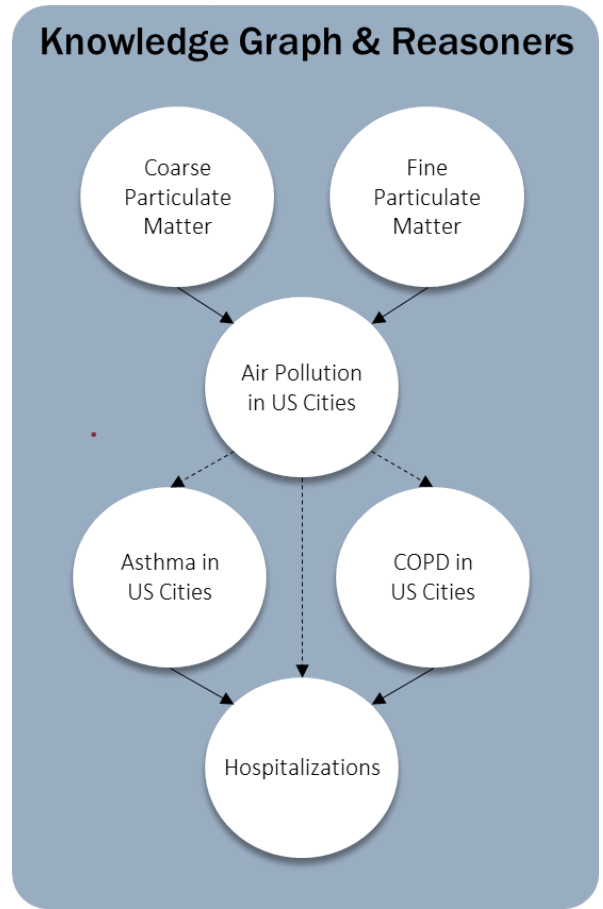 Knowledge Graph & Reasoners
Coarse
Particulate
Matter
Fine
Particulate
Matter
Air Pollution
in US Cities
Asthma in
US Cities
COPD in
US Cities
Hospitalizations